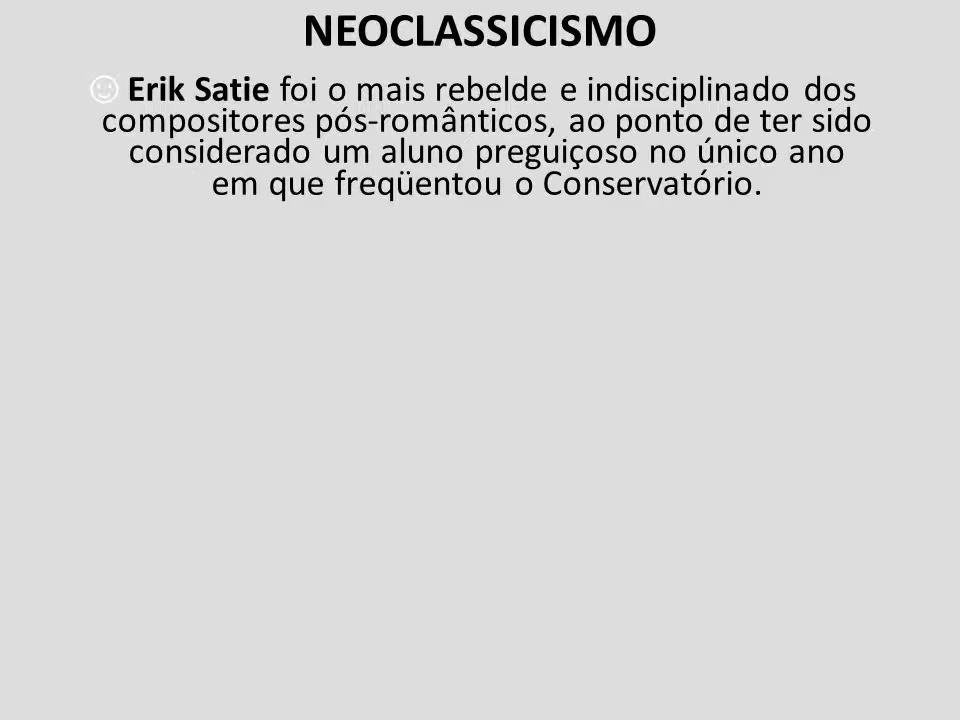 NEOCLASSICISMO
☺Erik Satie foi o mais rebelde e indisciplinado dos
compositores pós-românticos, ao ponto de ter sido
considerado um aluno preguiçoso no único ano
em que freqüentou o Conservatório.